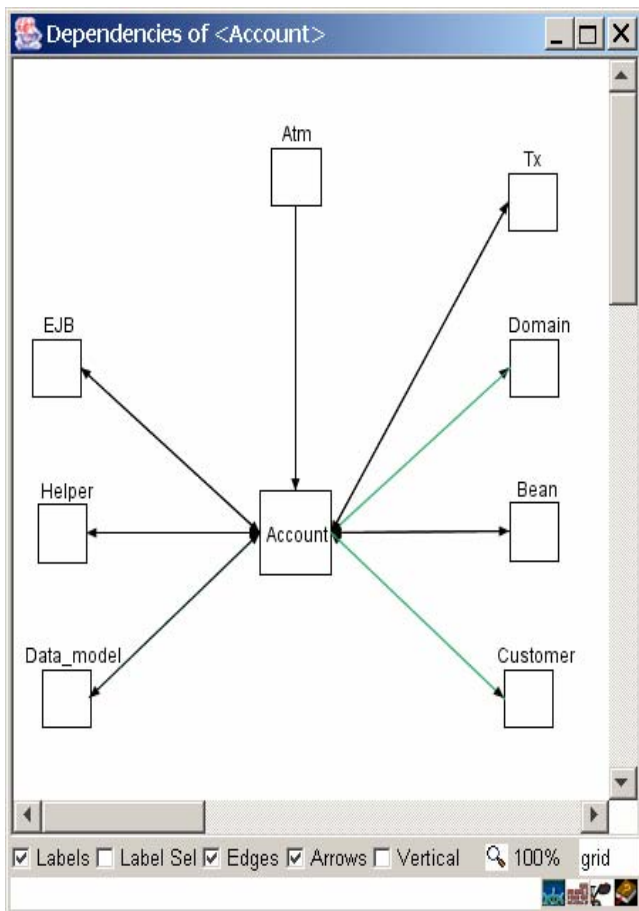 Dependencies of <Account>
Atm
Tx
EJB
Domain
Helper
Bean
Account
Data_model
Customer
Labels Label Sel Edges Arrows Vertical 100% grid